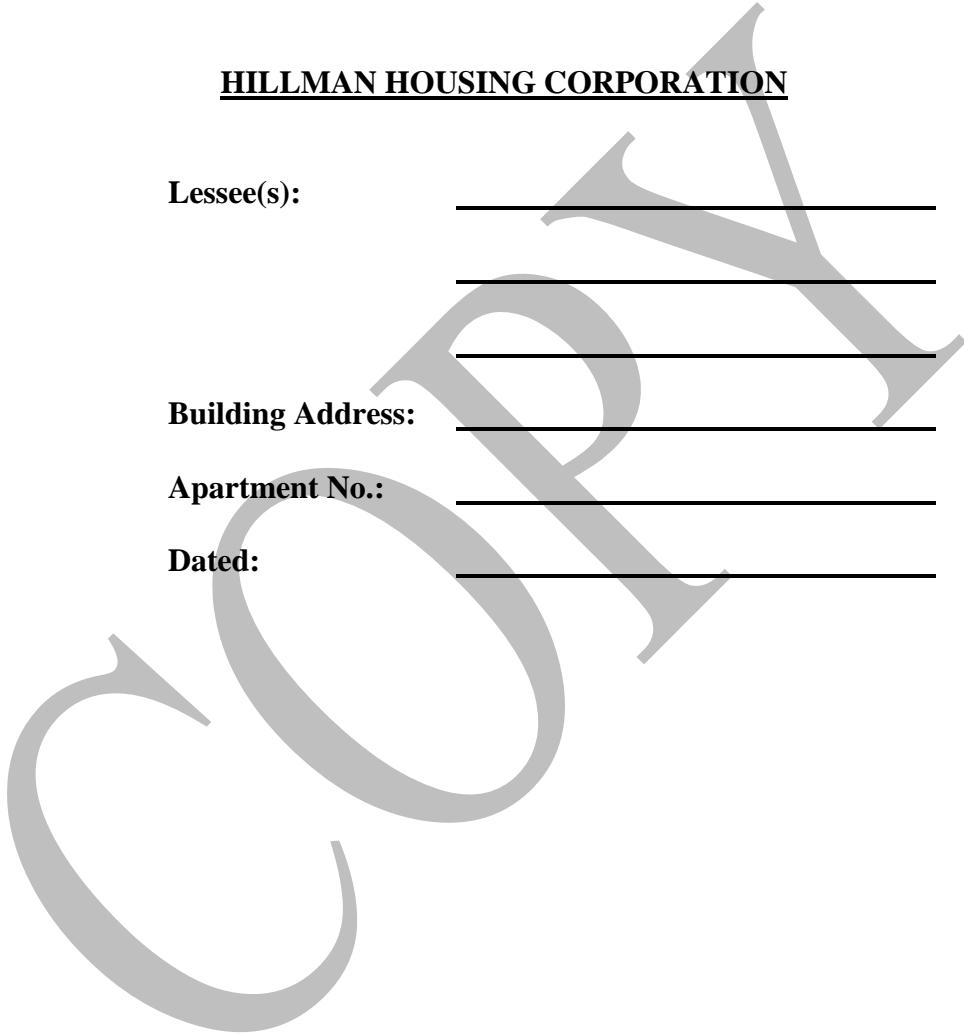 HILLMAN HOUSING CORPORATION
Lessee(s):
Building Address:
Apartment No.:
Dated:
COPY